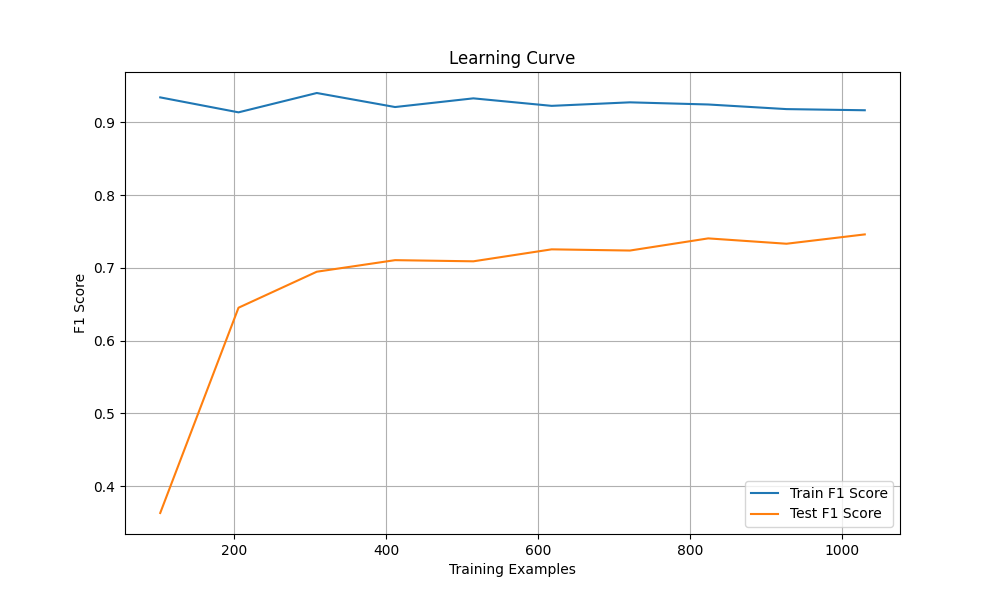 Learning Curve
0.9
0.8
0.7
0.6
0.5
0.4
F1 Score
Train F1 Score
Test F1 Score
200 400 600 800 1000
Training Examples